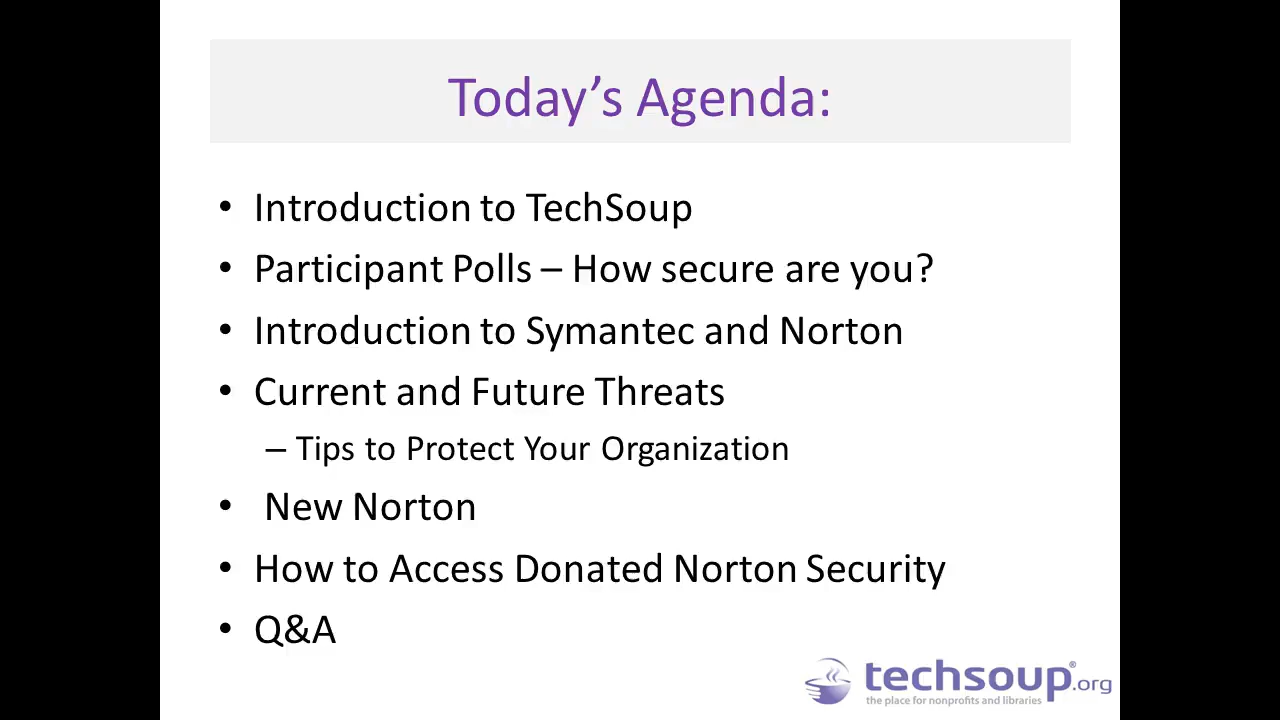 Today’s Agenda:
• Introduction to TechSoup
• Participant Polls – How secure are you?
• Introduction to Symantec and Norton
• Current and Future Threats
– Tips to Protect Your Organization
• New Norton
• How to Access Donated Norton Security
• Q&A
techsoup®.org
the place for nonprofits and libraries